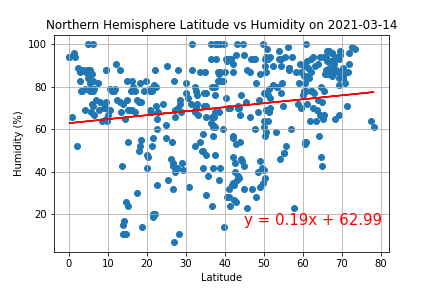 Northern Hemisphere Latitude vs Humidity on 2021-03-14
100
80
60
40
20
Humidity (%)
y = 0.19x + 62.99
0 10 20 30 40 50 60 70 80
Latitude